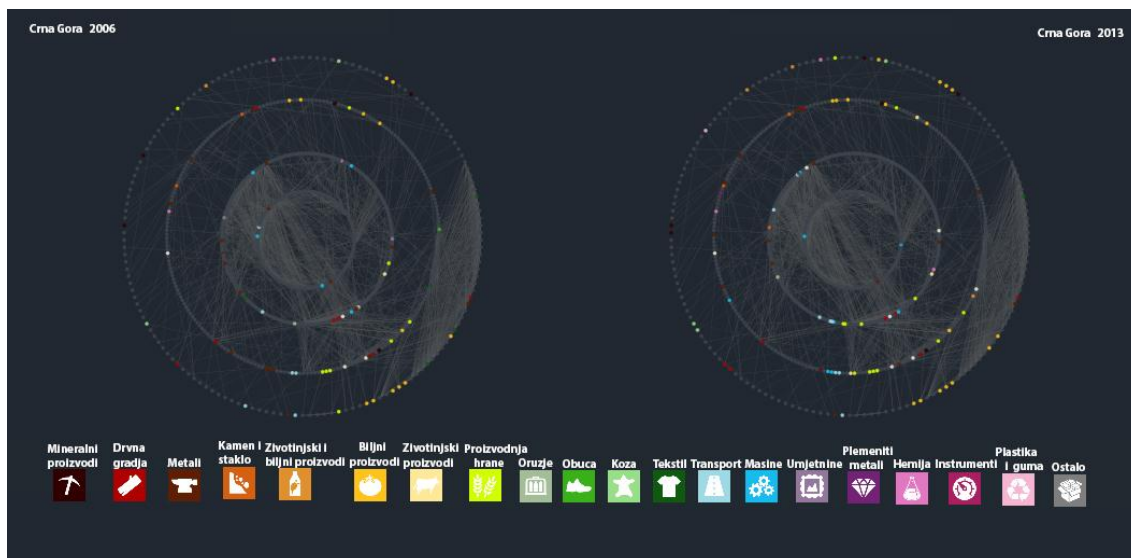 Crna Gora 2006
Crna Gora 2013
Mineralni
proizvodi
Drvna
gradja
Metali
Kamen i
staklo
Zivotinjski i
biljni proizvodi
Biljni
proizvodi
Zivotinjski
proizvodi
Proizvodnja
hrane
Oruzje
Obuca
Koza
Tekstil
Transport
Masine
Umjetnine
Plemeniti
metali
Hemija
Instrumenti
Plastika
i guma
Ostalo